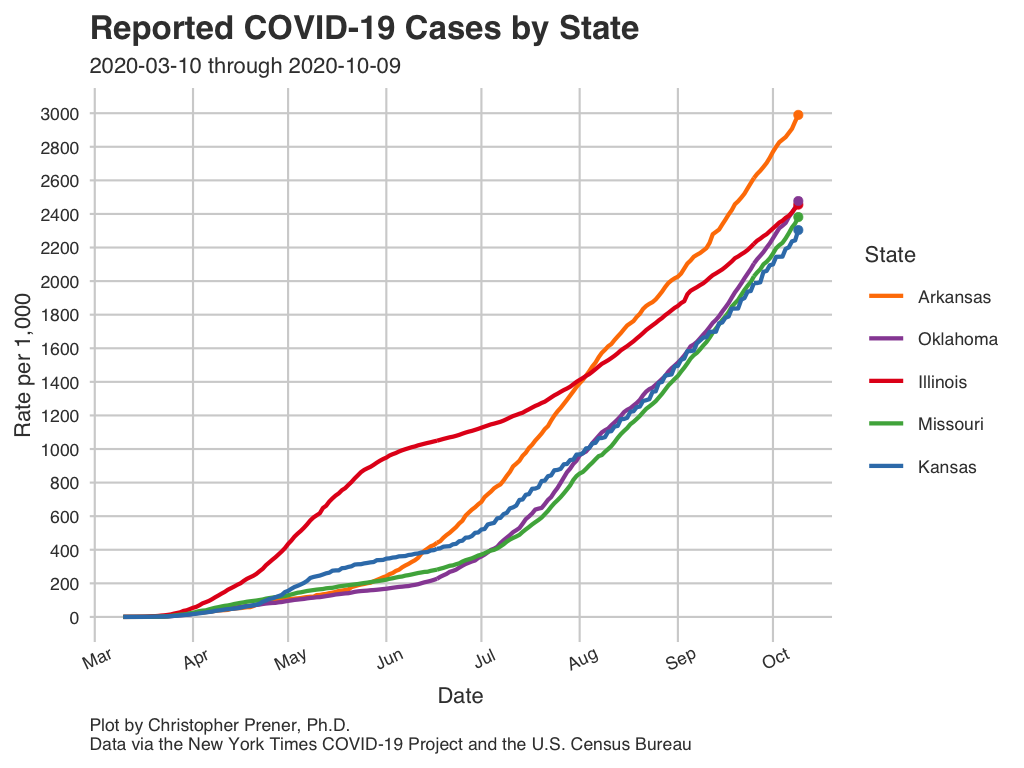 Reported COVID-19 Cases by State
2020-03-10 through 2020-10-09
3000
2800
2600
2400
2200
2000
1800
1600
1400
1200
1000
800
600
400
200
0
Rate per 1,000
Mar
Apr
May
Jun
Jul
Aug
Sep
Oct
Date
State
Arkansas
Oklahoma
Illinois
Missouri
Kansas
Plot by Christopher Prener, Ph.D.
Data via the New York Times COVID-19 Project and the U.S. Census Bureau